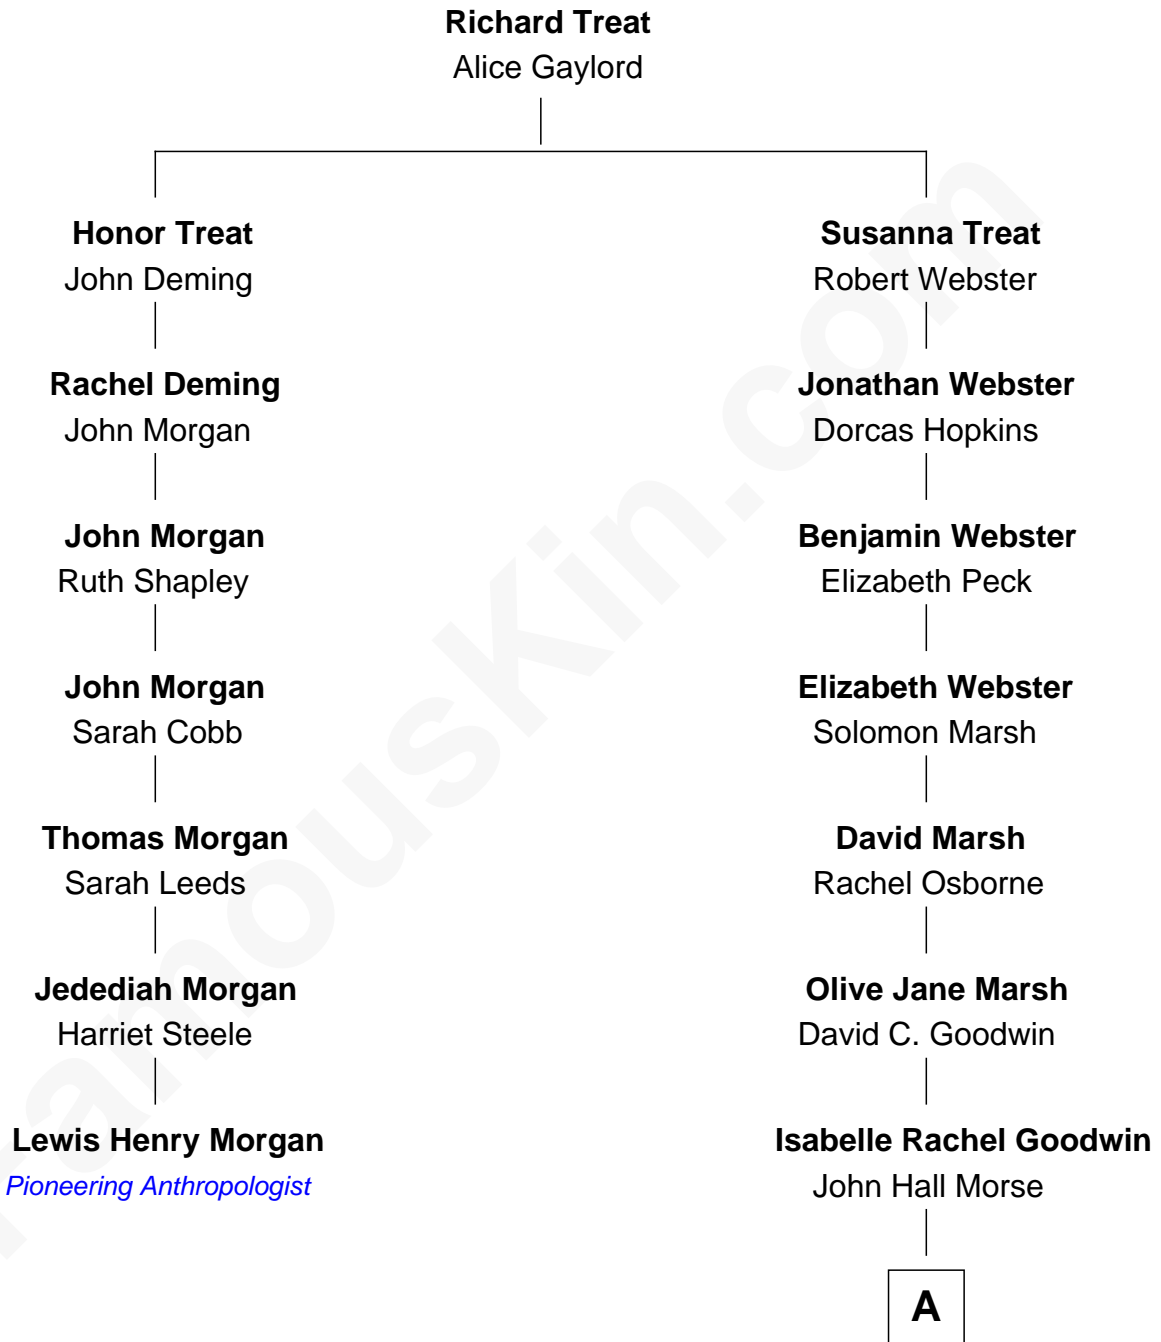 Richard Treat
Alice Gaylord
Honor Treat
John Deming
Rachel Deming
John Morgan
John Morgan
Ruth Shapley
John Morgan
Sarah Cobb
Thomas Morgan
Sarah Leeds
Jedediah Morgan
Harriet Steele
Lewis Henry Morgan
Pioneering Anthropologist
Susanna Treat
Robert Webster
Jonathan Webster
Dorcas Hopkins
Benjamin Webster
Elizabeth Peck
Elizabeth Webster
Solomon Marsh
David Marsh
Rachel Osborne
Olive Jane Marsh
David C. Goodwin
Isabelle Rachel Goodwin
John Hall Morse
A
FamousKin.com